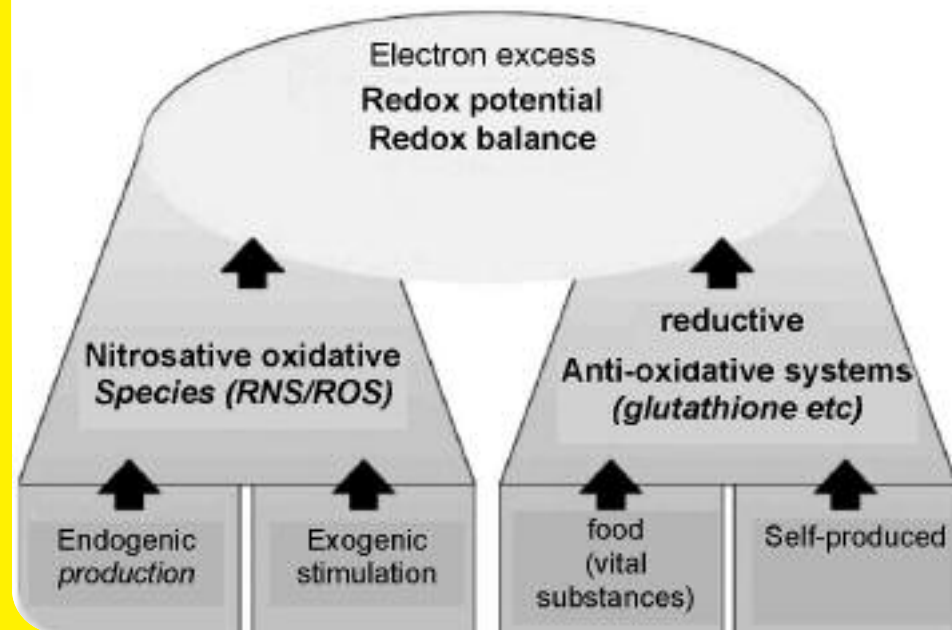 Electron excess
Redox potential
Redox balance
Nitrosative oxidative
Species (RNS/ROS)
reductive
Anti-oxidative systems
(glutathione etc)
Endogenic
production
Exogenic
stimulation
food
(vital
substances)
Self-produced